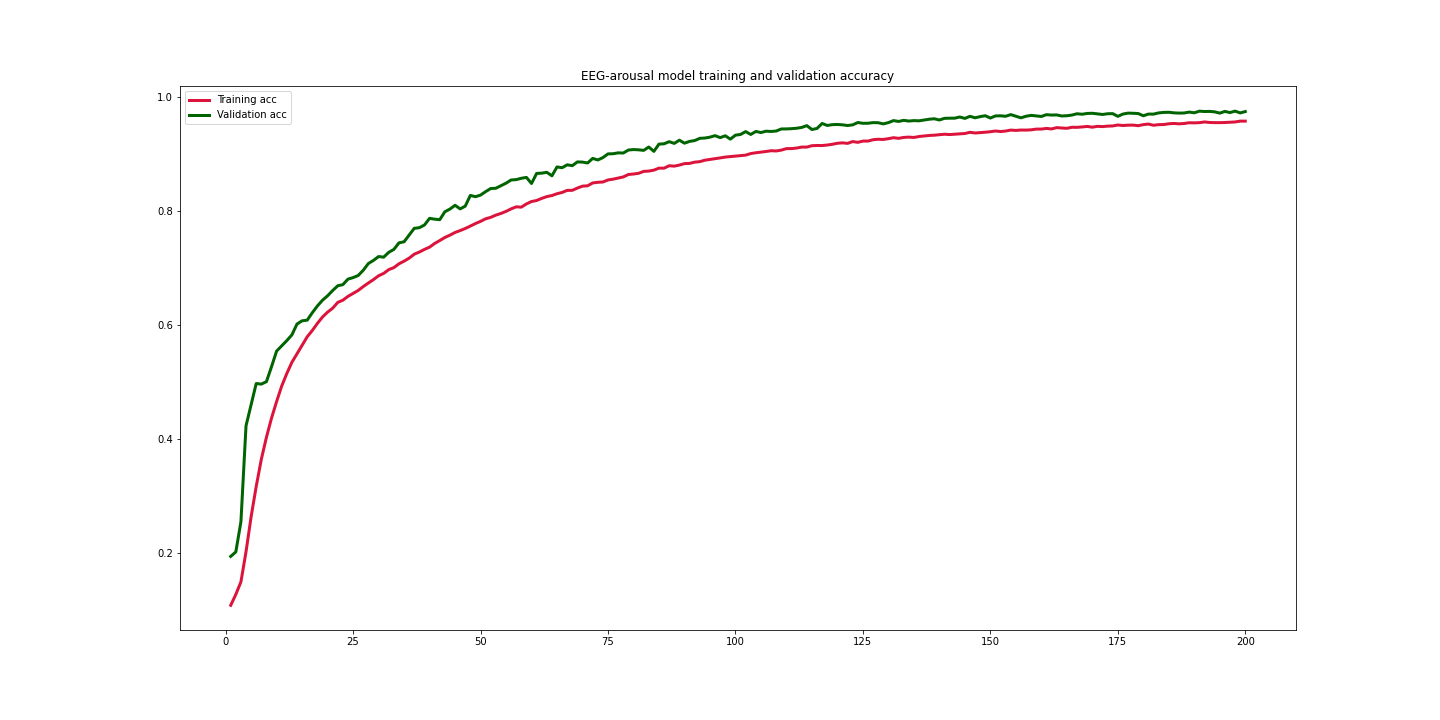 EEG-arousal model training and validation accuracy
Training acc
Validation acc
1.0
0.8
0.6
0.4
0.2
0 25 50 75 100 125 150 175 200